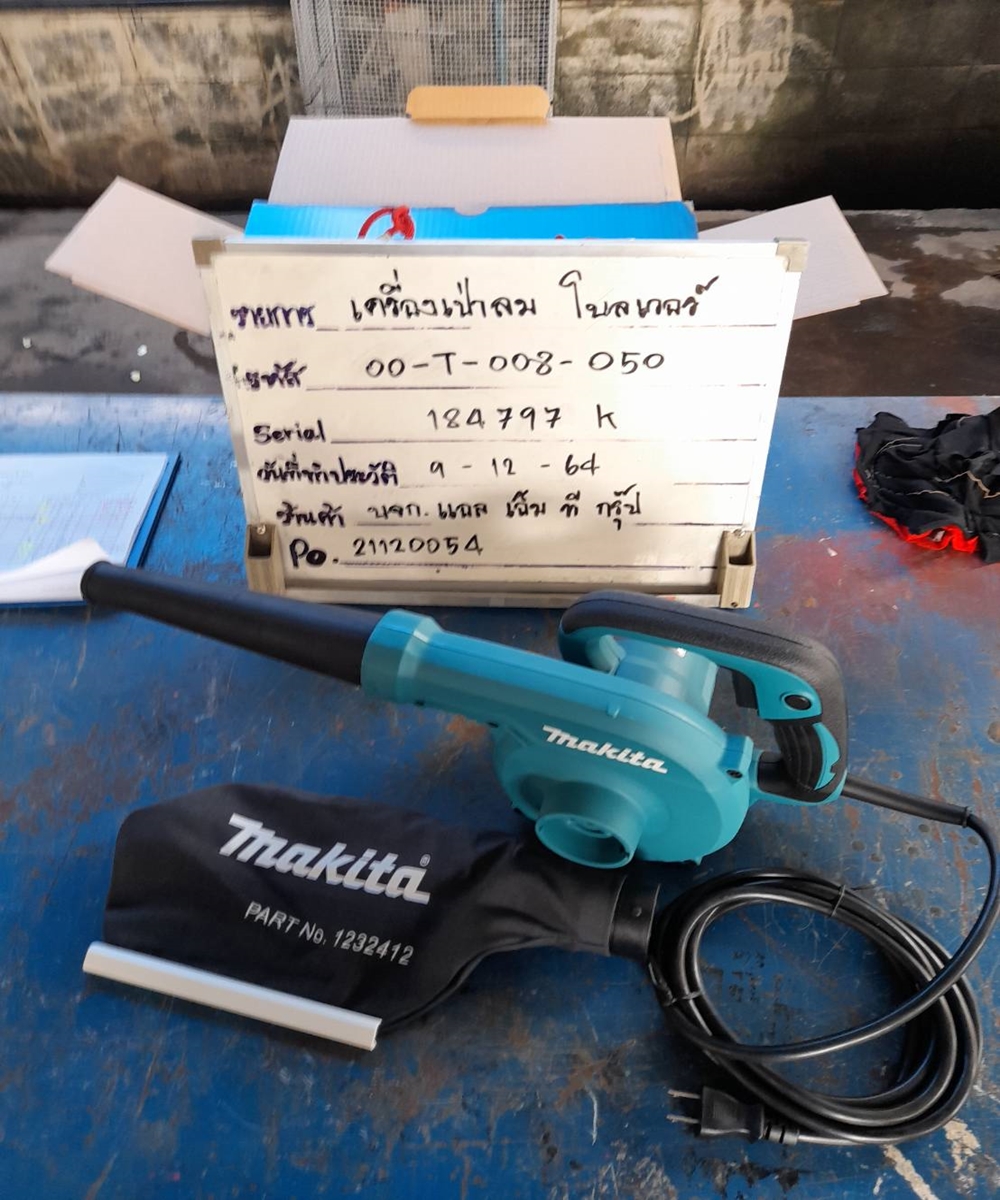 รายการ เครื่องเป่าลม โบลเวอร์
รหัส 00-T-008-050
Serial 184797 K
วันที่ทำประวัติ 9 - 12 - 64
ร้านค้า บจก. แอล เอ็ม ที กรุ๊ป
Po. 21120054
makita
makita®
PART No. 1232412